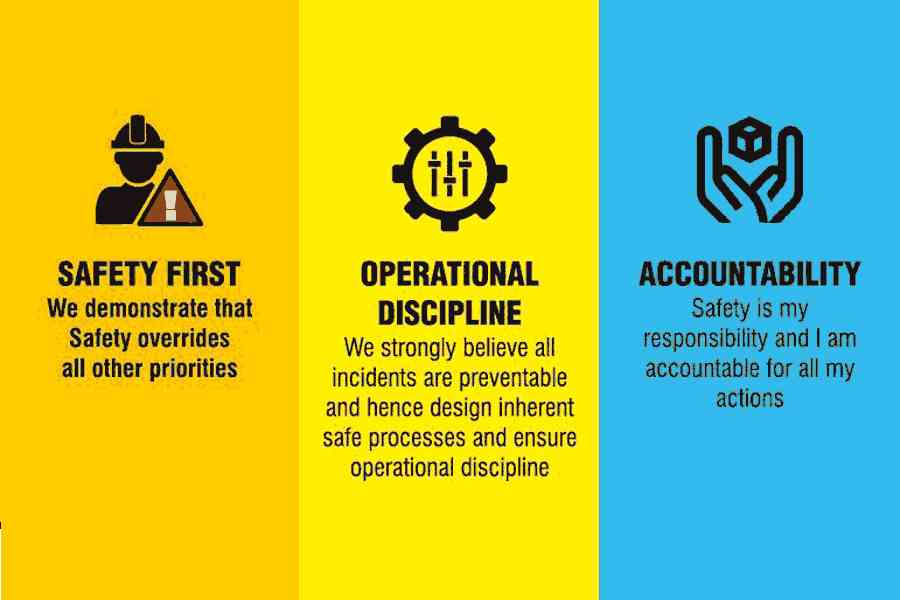 SAFETY FIRST
We demonstrate that
Safety overrides
all other priorities
OPERATIONAL
DISCIPLINE
We strongly believe all
incidents are preventable
and hence design inherent
safe processes and ensure
operational discipline
ACCOUNTABILITY
Safety is my
responsibility and I am
accountable for all my
actions